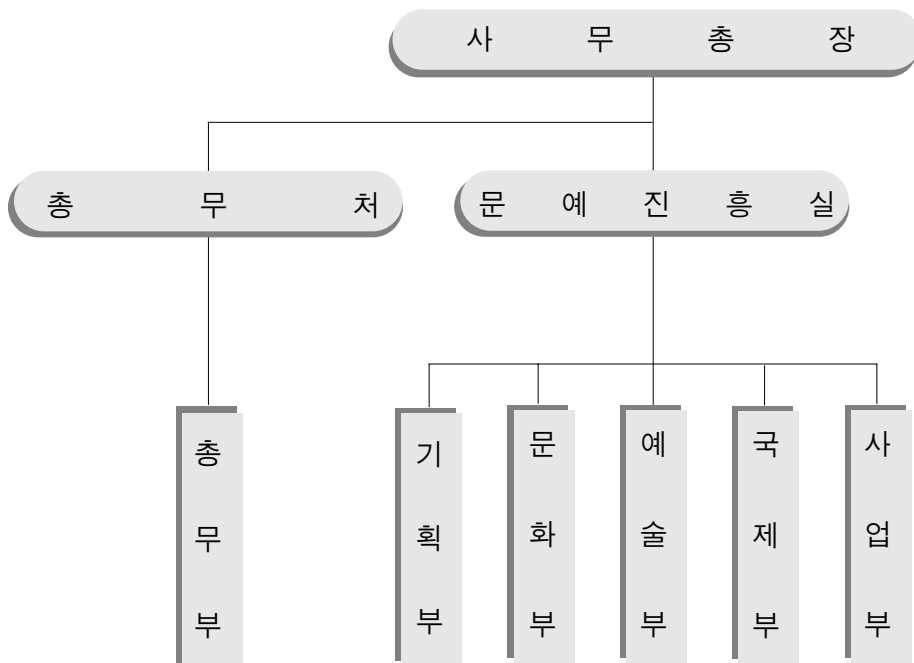 사무총장
총무처
문예진흥실
총무부
기획부
문화부
예술부
국제부
사업부